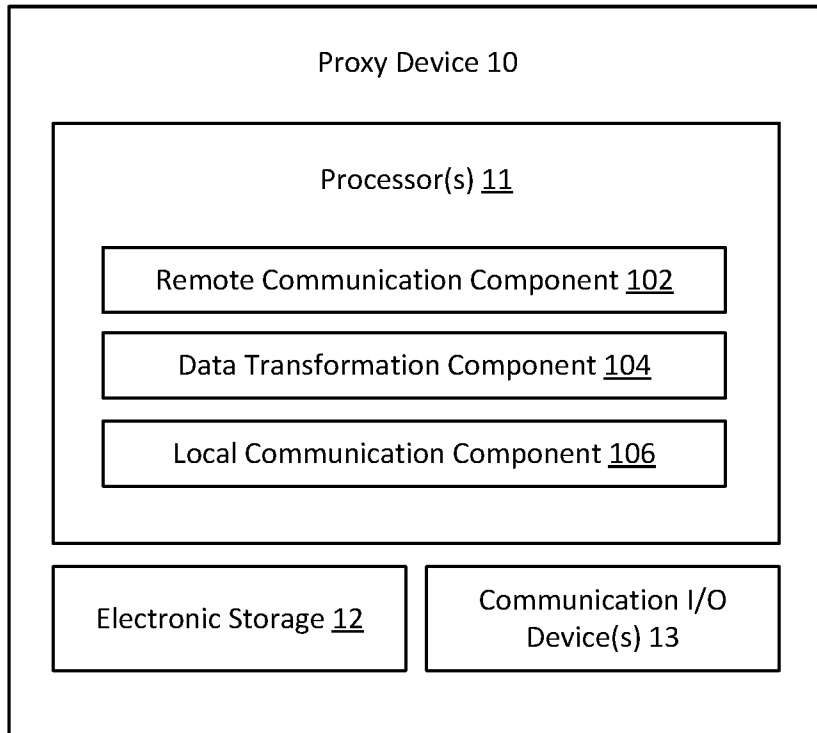 Proxy Device 10
Processor(s) 11
Remote Communication Component 102
Data Transformation Component 104
Local Communication Component 106
Electronic Storage 12
Communication I/O
Device(s) 13